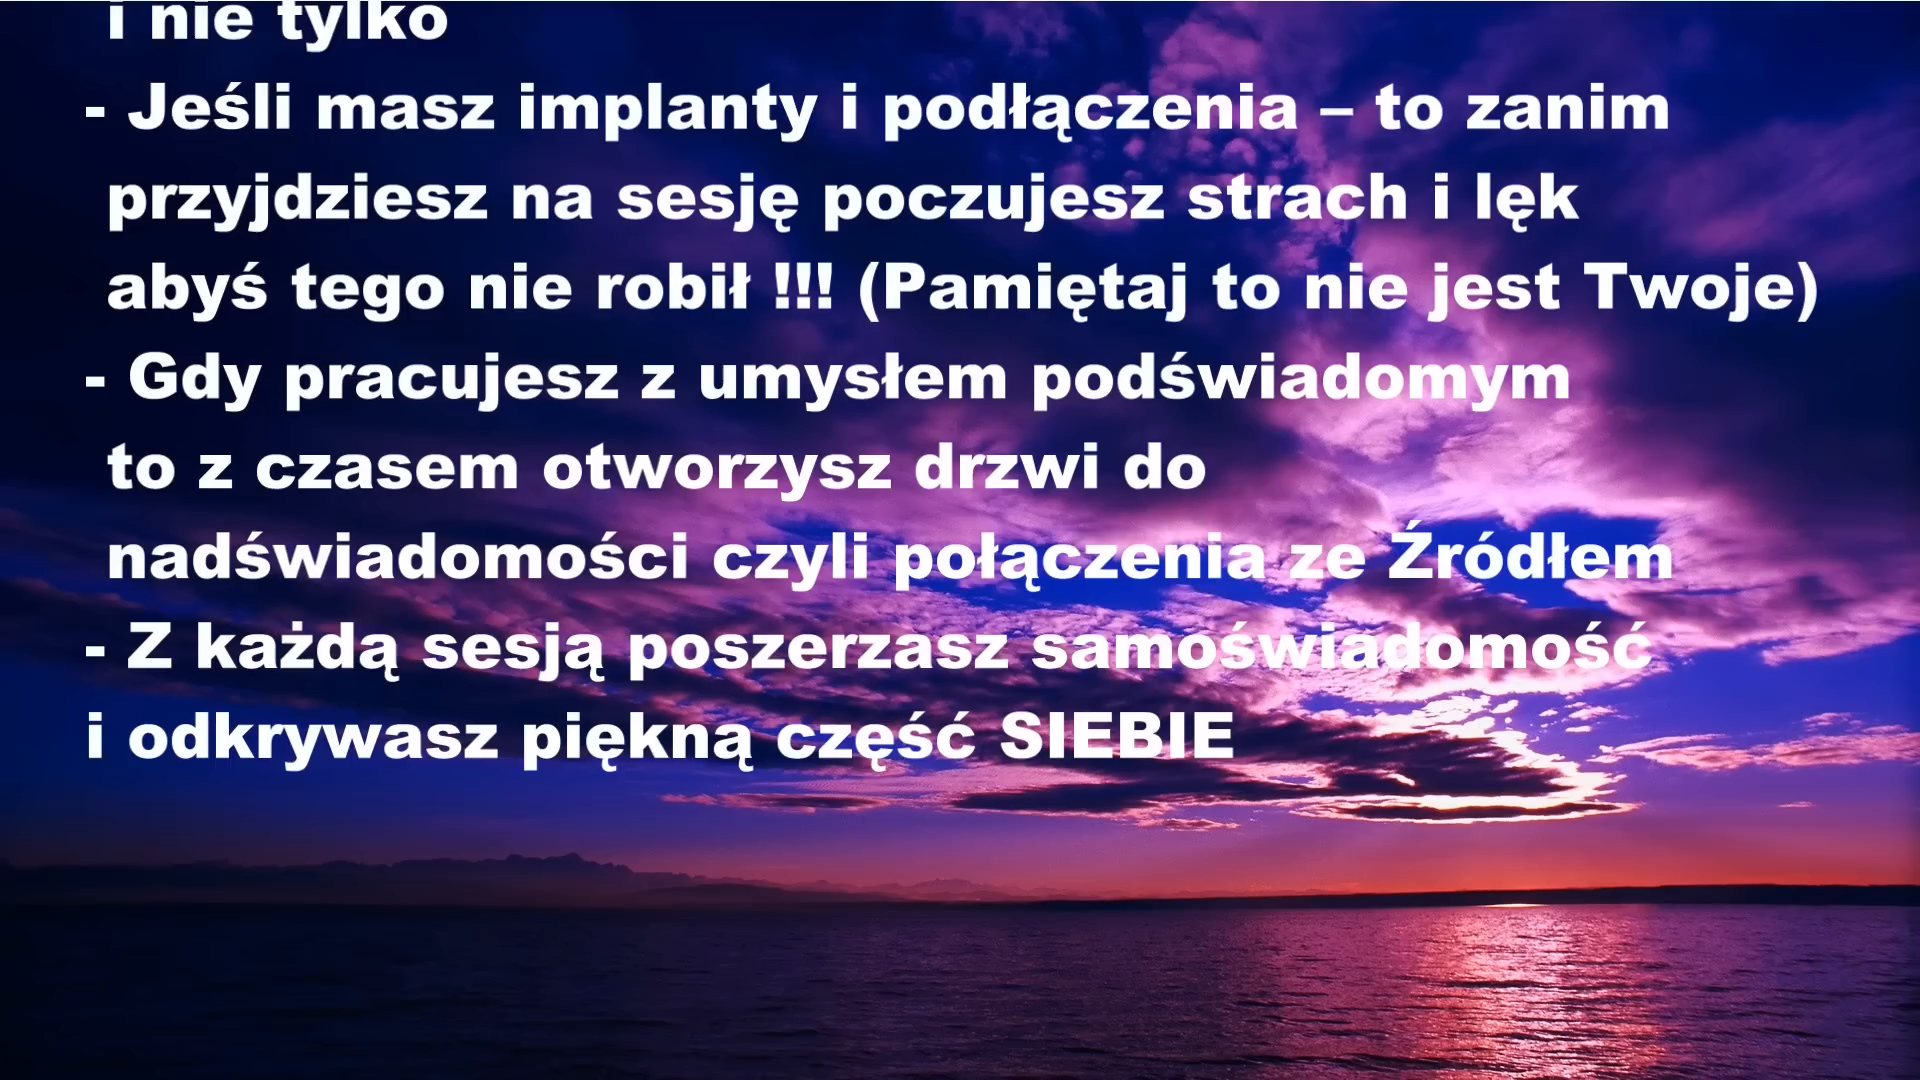 i nie tylko
- Jeśli masz implanty i podłączenia – to zanim
przyjdziesz na sesję poczujesz strach i lęk
abyś tego nie robił !!! (Pamiętaj to nie jest Twoje)
- Gdy pracujesz z umysłem podświadomym
to z czasem otworzysz drzwi do
nadświadomości czyli połączenia ze Źródłem
- Z każdą sesją poszerzasz samoświadomość
i odkrywasz piękną część SIEBIE